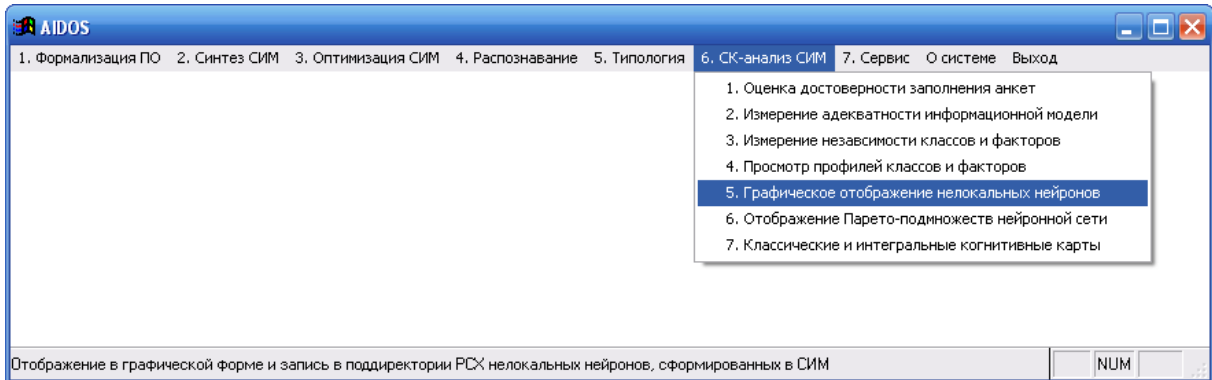 AIDOS
1. Формализация ПО 2. Синтез СИМ 3. Оптимизация СИМ 4. Распознавание 5. Типология 6. СК-анализ СИМ 7. Сервис О системе Выход
1. Оценка достоверности заполнения анкет
2. Измерение адекватности информационной модели
3. Измерение незавсимости классов и факторов
4. Просмотр профилей классов и факторов
5. Графическое отображение нелокальных нейронов
6. Отображение Парето-подмножеств нейронной сети
7. Классические и интегральные когнитивные карты
Отображение в графической форме и запись в поддиректории PCX нелокальных нейронов, сформированных в СИМ NUM